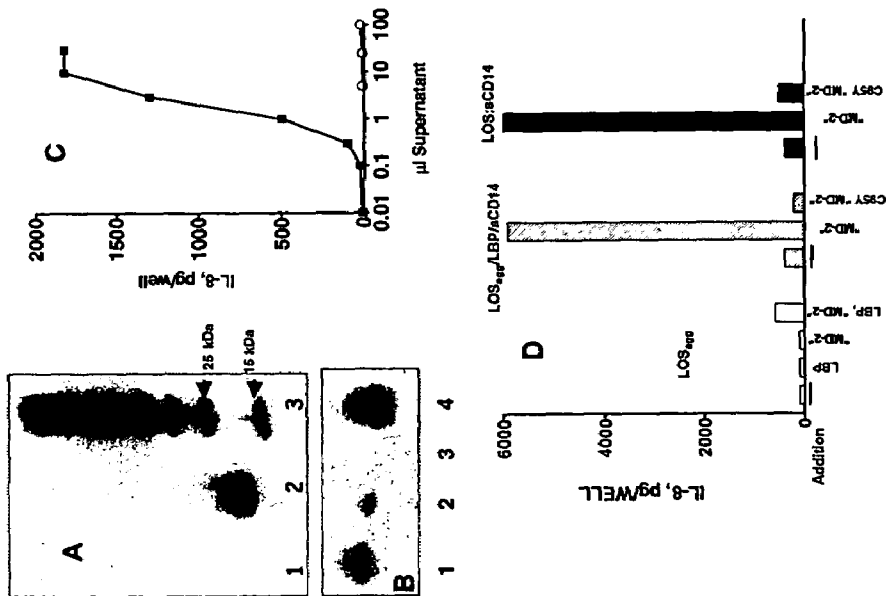 A
25 kDa
15 kDa
1 2 3
B
1 2 3 4
C
IL-8, pg/well
2000
1500
1000
500
0
0.01 0.1 1 10 100
µl Supernatant
D
IL-8, pg/WELL
6000
4000
2000
0
LOSagg
LOSagg/LBP/sCD14
LOS:sCD14
Addition
— LBP "MD-2" LBP, "MD-2" — "MD-2" C95Y "MD-2" — "MD-2" C95Y "MD-2"